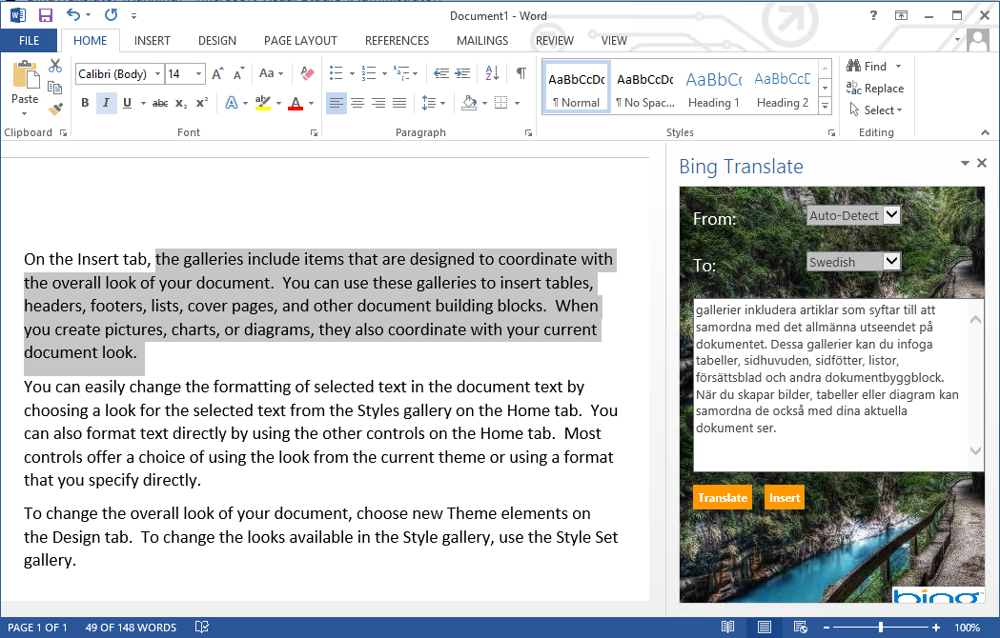 Document1 - Word
?
FILE HOME INSERT DESIGN PAGE LAYOUT REFERENCES MAILINGS REVIEW VIEW
Calibri (Body) 14 A A Aa A
AZ ¶
Paste
B I U abc X2 X2 A ab A
AaBbCcDc AaBbCcDc AaBbCc AaBbCcD
¶ Normal ¶ No Spac... Heading 1 Heading 2
Find
Replace
Select
Clipboard Font Paragraph Styles Editing
On the Insert tab, the galleries include items that are designed to coordinate with
the overall look of your document.  You can use these galleries to insert tables,
headers, footers, lists, cover pages, and other document building blocks.  When
you create pictures, charts, or diagrams, they also coordinate with your current
document look.
You can easily change the formatting of selected text in the document text by
choosing a look for the selected text from the Styles gallery on the Home tab.  You
can also format text directly by using the other controls on the Home tab.  Most
controls offer a choice of using the look from the current theme or using a format
that you specify directly.
To change the overall look of your document, choose new Theme elements on
the Design tab.  To change the looks available in the Style gallery, use the Style Set
gallery.
Bing Translate
From: Auto-Detect
To: Swedish
gallerier inkludera artiklar som syftar till att
samordna med det allmänna utseendet på
dokumentet. Dessa gallerier kan du infoga
tabeller, sidhuvuden, sidfötter, listor,
försättsblad och andra dokumentbyggblock.
När du skapar bilder, tabeller eller diagram kan
samordna de också med dina aktuella
dokument ser.
Translate Insert
bing
PAGE 1 OF 1 49 OF 148 WORDS 100%